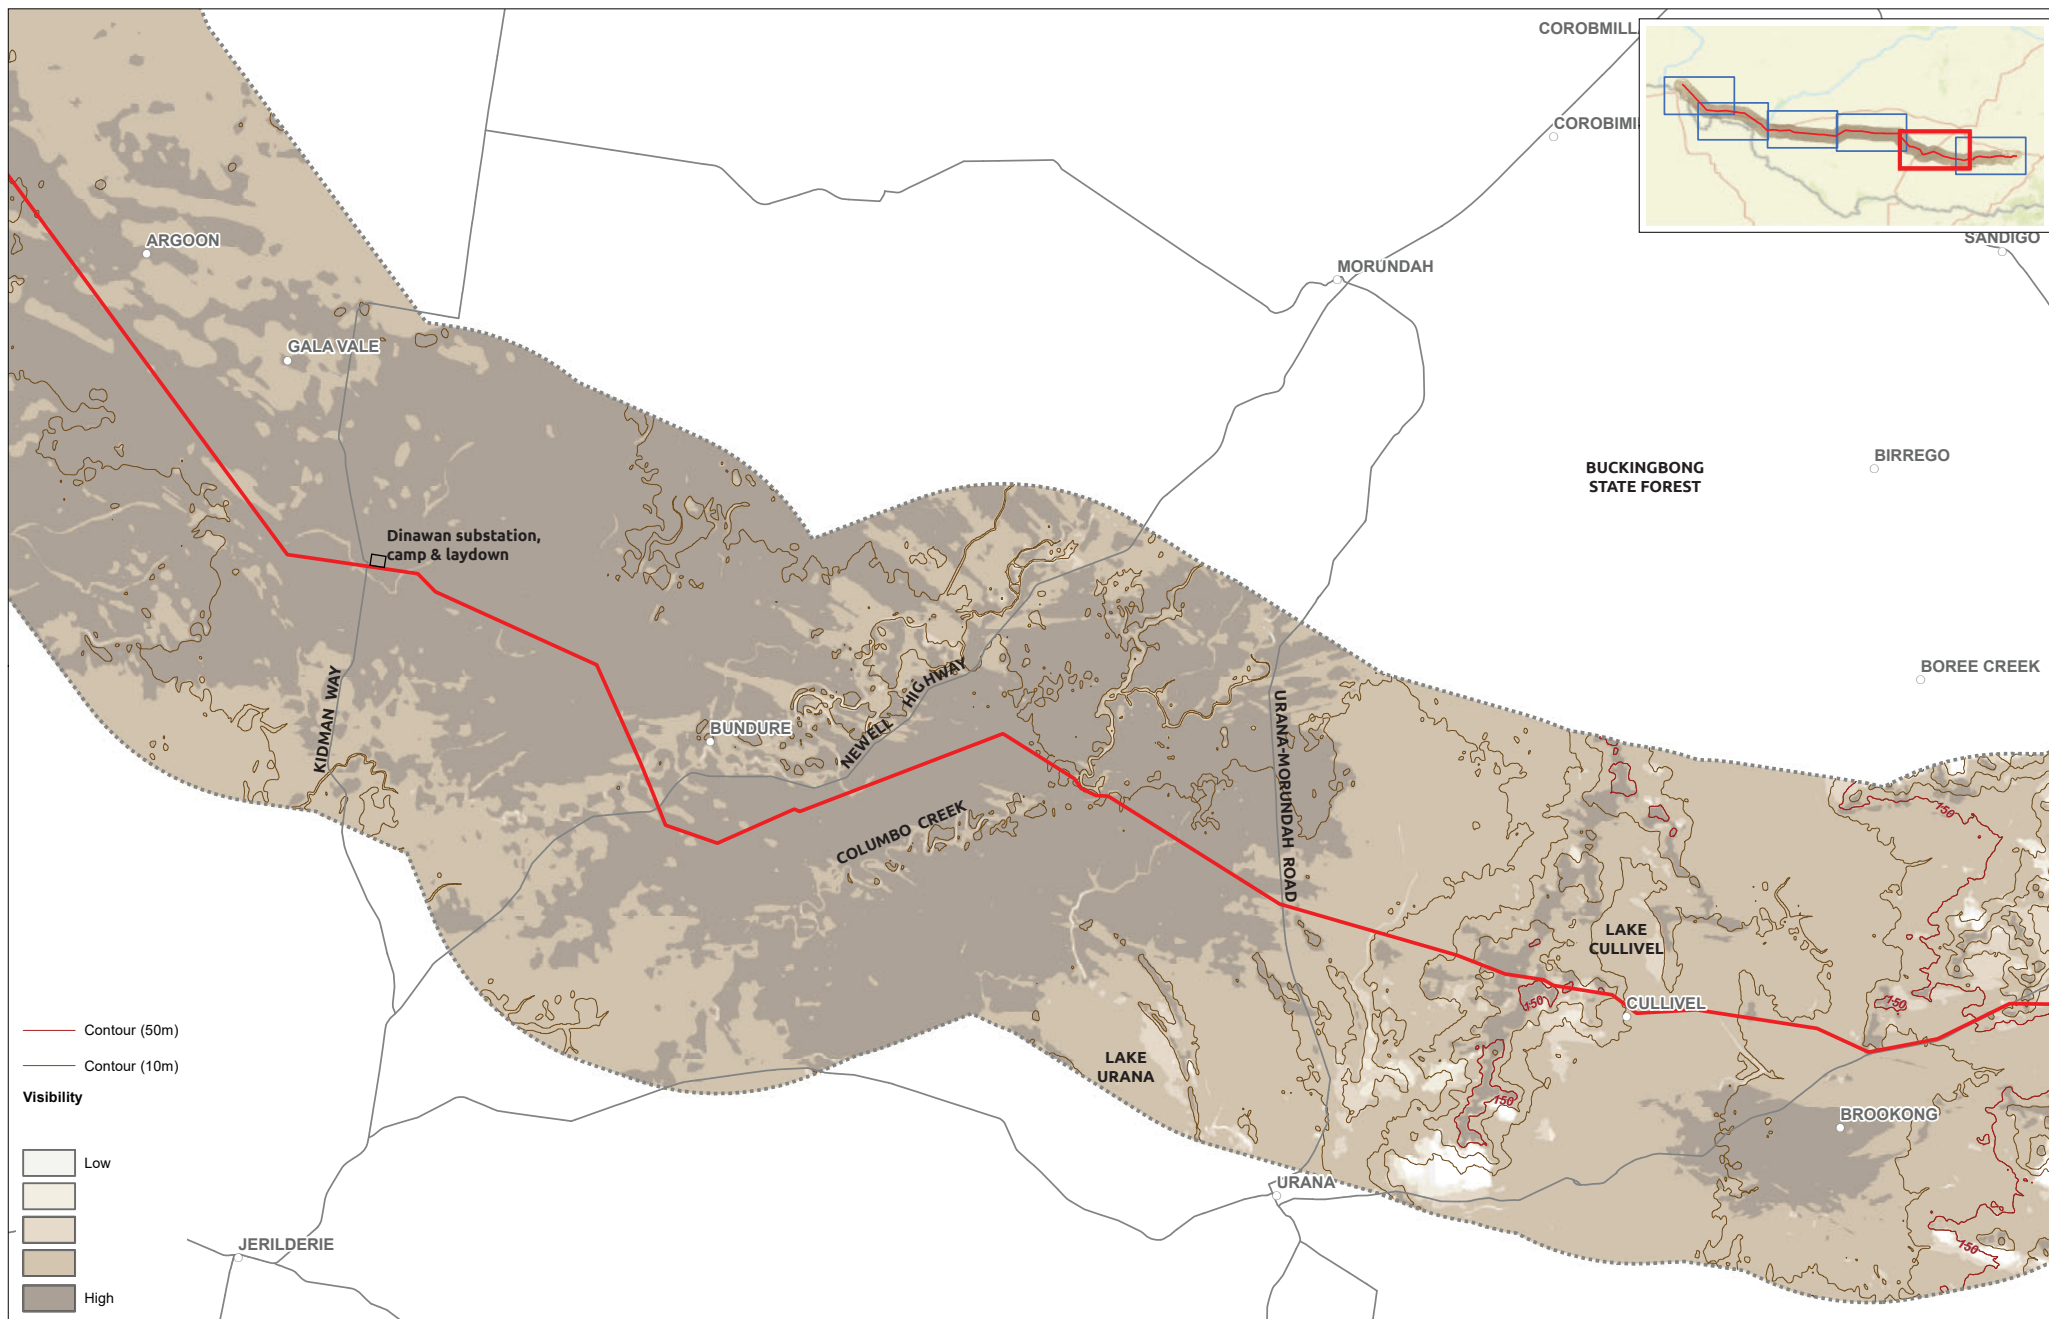 COROBMILL
COROBIMI
SANDIGO
ARGOON
MORUNDAH
GALA VALE
BUCKINGBONG
STATE FOREST
BIRREGO
Dinawan substation,
camp & laydown
BOREE CREEK
KIDMAN WAY
NEWELL HIGHWAY
BUNDURE
URANA-MORUNDAH ROAD
COLUMBO CREEK
150
LAKE
CULLIVEL
150
CULLIVEL
150
Contour (50m)
LAKE
URANA
Contour (10m)
Visibility
150
BROOKONG
Low
URANA
JERILDERIE
150
High